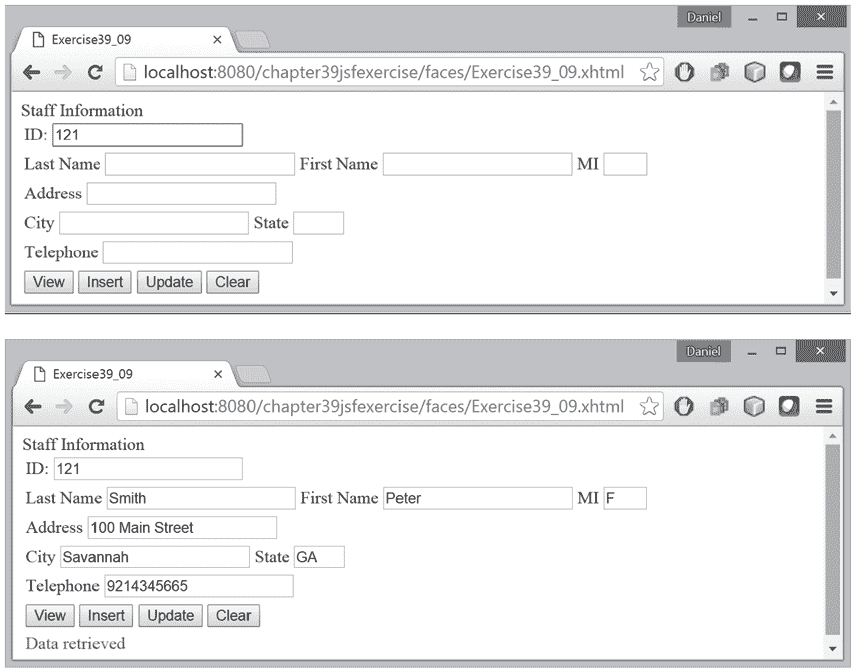 Daniel
Exercise39_09
localhost:8080/chapter39jsfexercise/faces/Exercise39_09.xhtml
Staff Information
ID: 121
Last Name First Name MI
Address
City State
Telephone
View Insert Update Clear
Daniel
Exercise39_09
localhost:8080/chapter39jsfexercise/faces/Exercise39_09.xhtml
Staff Information
ID: 121
Last Name Smith First Name Peter MI F
Address 100 Main Street
City Savannah State GA
Telephone 9214345665
View Insert Update Clear
Data retrieved